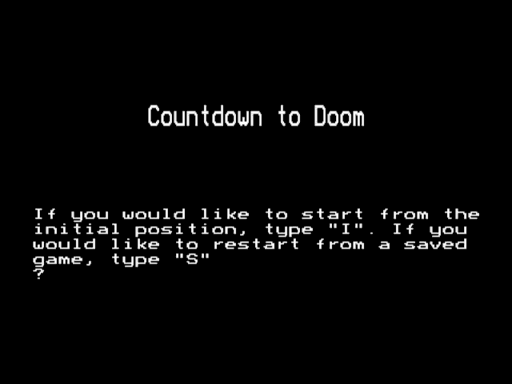 Countdown to Doom
If you would like to start from the
initial position, type "I". If you
would like to restart from a saved
game, type "S"
?